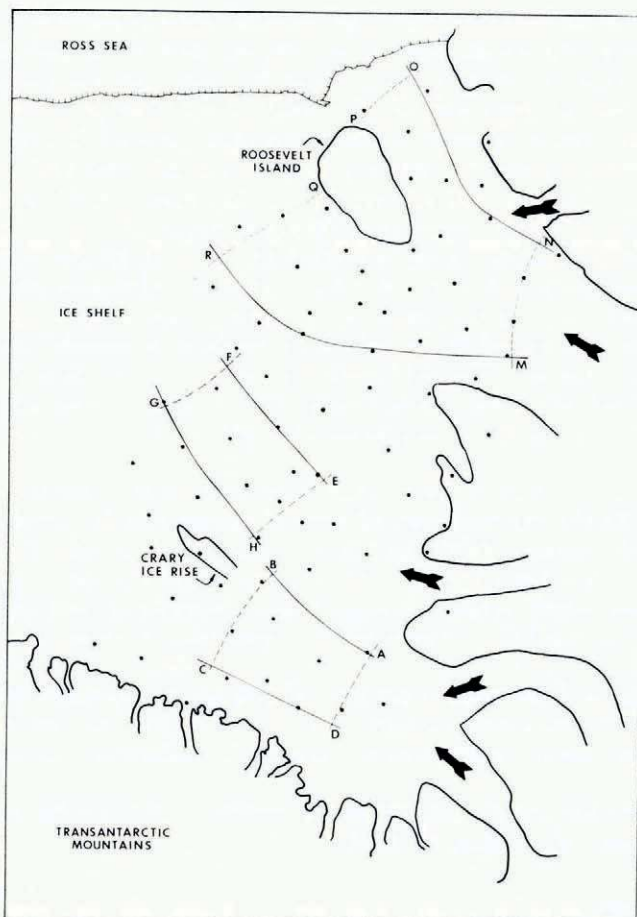 ROSS SEA
O
P
ROOSEVELT
ISLAND
Q
N
R
ICE SHELF
F
M
G
E
H
CRARY
ICE RISE
B
A
C
D
TRANSANTARCTIC
MOUNTAINS